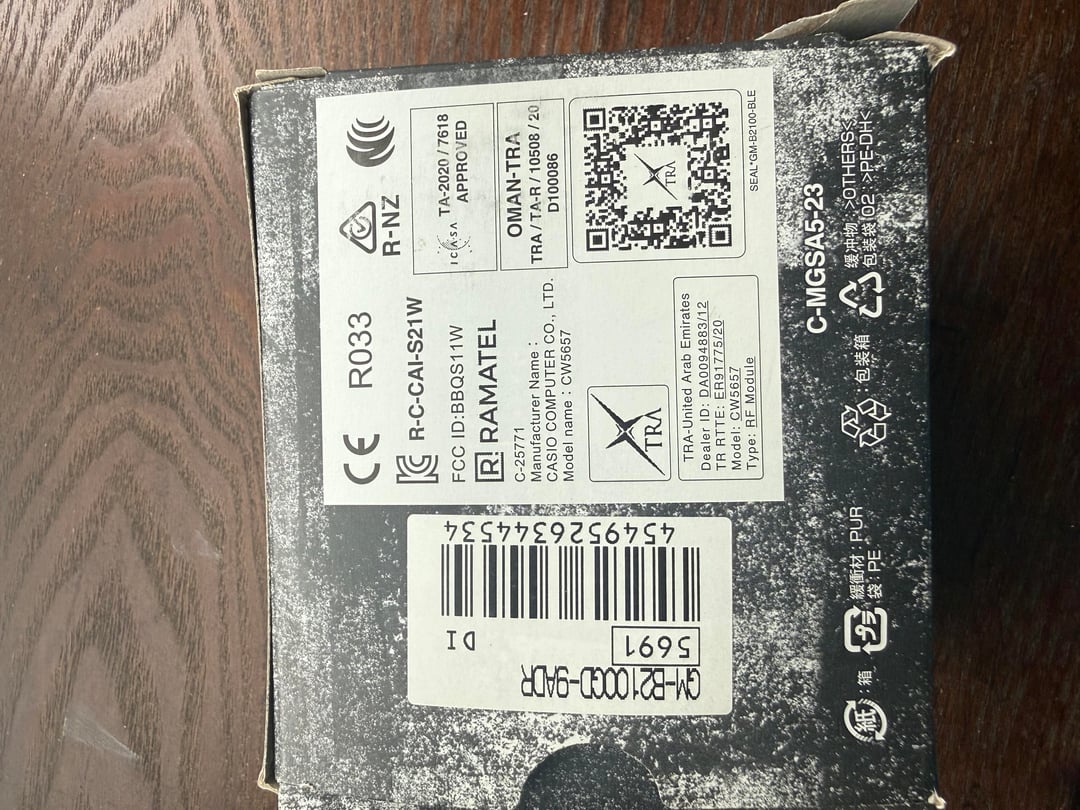 CE R033
R-NZ
R-C-CAI-S21W
FCC ID:BBQS11W
R RAMATEL
C-25771
Manufacturer Name :
CASIO COMPUTER CO., LTD.
Model name : CW5657
ICASA
TA-2020 / 7618
APPROVED
OMAN-TRA
TRA / TA-R / 10508 / 20
D100086
TRA
SEAL*GM-B2100-BLE
TRA
TRA-United Arab Emirates
Dealer ID: DA0094883/12
TR RTTE: ER91775/20
Model: CW5657
Type: RF Module
GM-B2100GD-9ADR
5691
DI
4549526344534
C-MGSA5-23
紙 : 箱
緩衝材 PUR
袋 : PE
包装箱
缓冲物 : >OTHERS<
包装袋 02 >PE-DH<